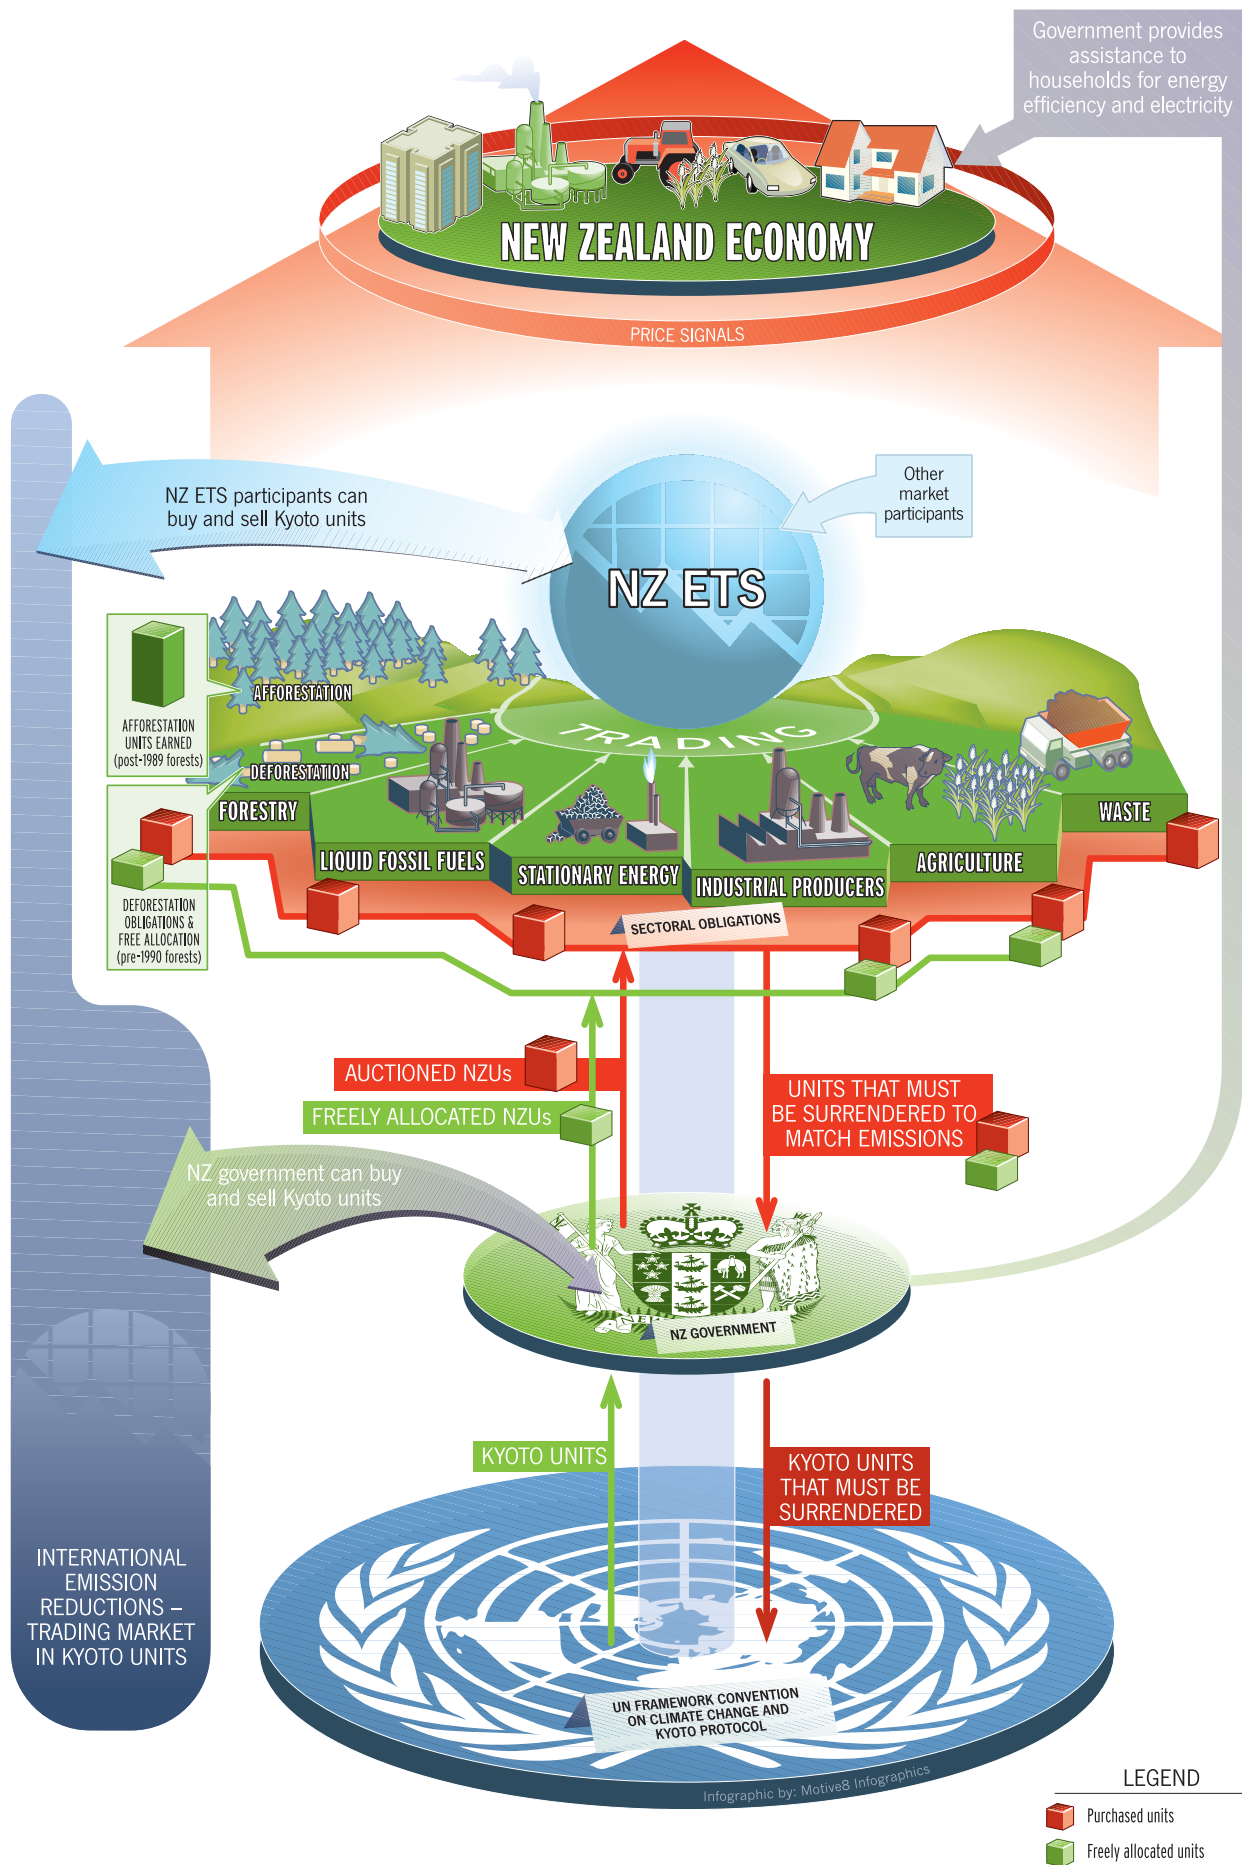 Government provides
assistance to
households for energy
efficiency and electricity
NEW ZEALAND ECONOMY
PRICE SIGNALS
NZ ETS participants can
buy and sell Kyoto units
Other
market
participants
NZ ETS
TRADING
AFFORESTATION
AFFORESTATION
UNITS EARNED
(post-1989 forests)
DEFORESTATION
FORESTRY
LIQUID FOSSIL FUELS
STATIONARY ENERGY
INDUSTRIAL PRODUCERS
AGRICULTURE
WASTE
DEFORESTATION
OBLIGATIONS &
FREE ALLOCATION
(pre-1990 forests)
SECTORAL OBLIGATIONS
AUCTIONED NZUs
FREELY ALLOCATED NZUs
UNITS THAT MUST
BE SURRENDERED TO
MATCH EMISSIONS
NZ government can buy
and sell Kyoto units
NZ GOVERNMENT
KYOTO UNITS
KYOTO UNITS
THAT MUST BE
SURRENDERED
INTERNATIONAL
EMISSION
REDUCTIONS –
TRADING MARKET
IN KYOTO UNITS
UN FRAMEWORK CONVENTION
ON CLIMATE CHANGE AND
KYOTO PROTOCOL
Infographic by: Motive8 Infographics
LEGEND
Purchased units
Freely allocated units